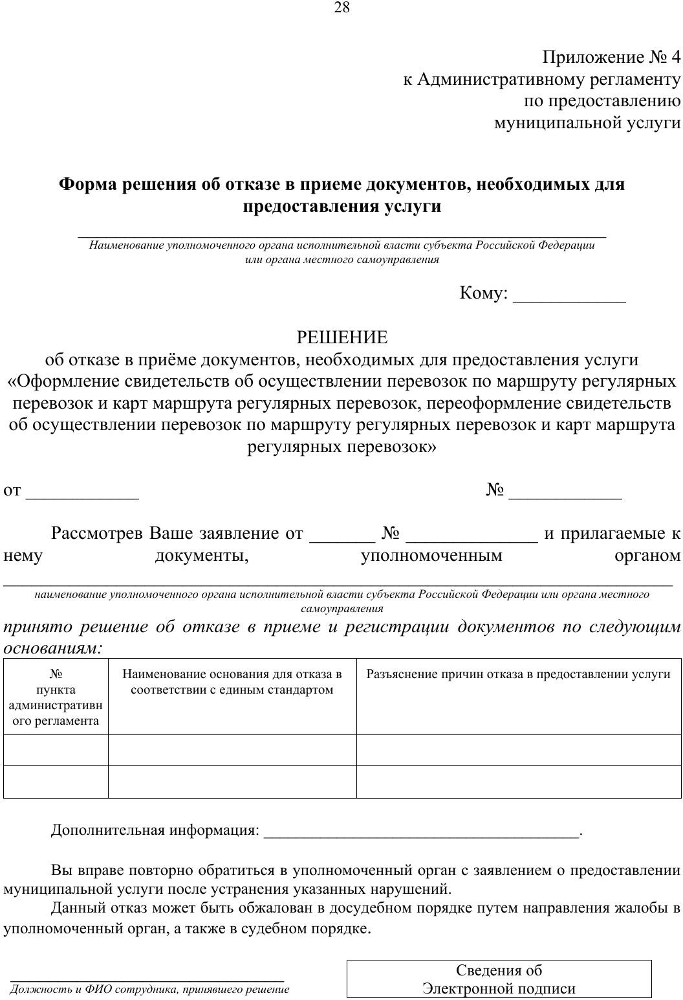 28
Приложение № 4
к Административному регламенту
по предоставлению
муниципальной услуги
Форма решения об отказе в приеме документов, необходимых для
предоставления услуги
Наименование уполномоченного органа исполнительной власти субъекта Российской Федерации
или органа местного самоуправления
Кому: ____________
РЕШЕНИЕ
об отказе в приёме документов, необходимых для предоставления услуги
«Оформление свидетельств об осуществлении перевозок по маршруту регулярных
перевозок и карт маршрута регулярных перевозок, переоформление свидетельств
об осуществлении перевозок по маршруту регулярных перевозок и карт маршрута
регулярных перевозок»
от ____________ № ____________
Рассмотрев Ваше заявление от _______ № ______________ и прилагаемые к
нему документы, уполномоченным органом
наименование уполномоченного органа исполнительной власти субъекта Российской Федерации или органа местного
самоуправления
принято решение об отказе в приеме и регистрации документов по следующим
основаниям:
№
пункта
административн
ого регламента
Наименование основания для отказа в
соответствии с единым стандартом
Разъяснение причин отказа в предоставлении услуги
Дополнительная информация: _______________________________________.
Вы вправе повторно обратиться в уполномоченный орган с заявлением о предоставлении
муниципальной услуги после устранения указанных нарушений.
Данный отказ может быть обжалован в досудебном порядке путем направления жалобы в
уполномоченный орган, а также в судебном порядке.
Должность и ФИО сотрудника, принявшего решение
Сведения об
Электронной подписи